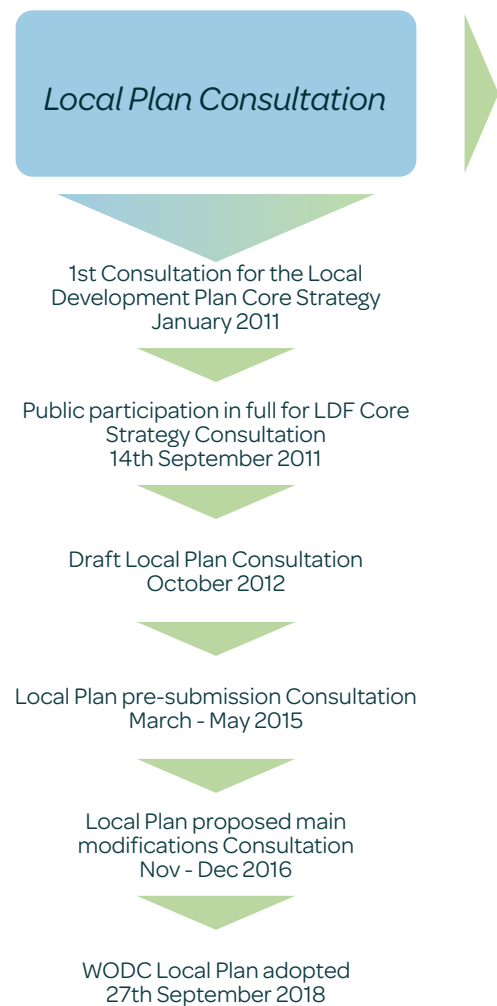 Local Plan Consultation
1st Consultation for the Local
Development Plan Core Strategy
January 2011
Public participation in full for LDF Core
Strategy Consultation
14th September 2011
Draft Local Plan Consultation
October 2012
Local Plan pre-submission Consultation
March - May 2015
Local Plan proposed main
modifications Consultation
Nov - Dec 2016
WODC Local Plan adopted
27th September 2018